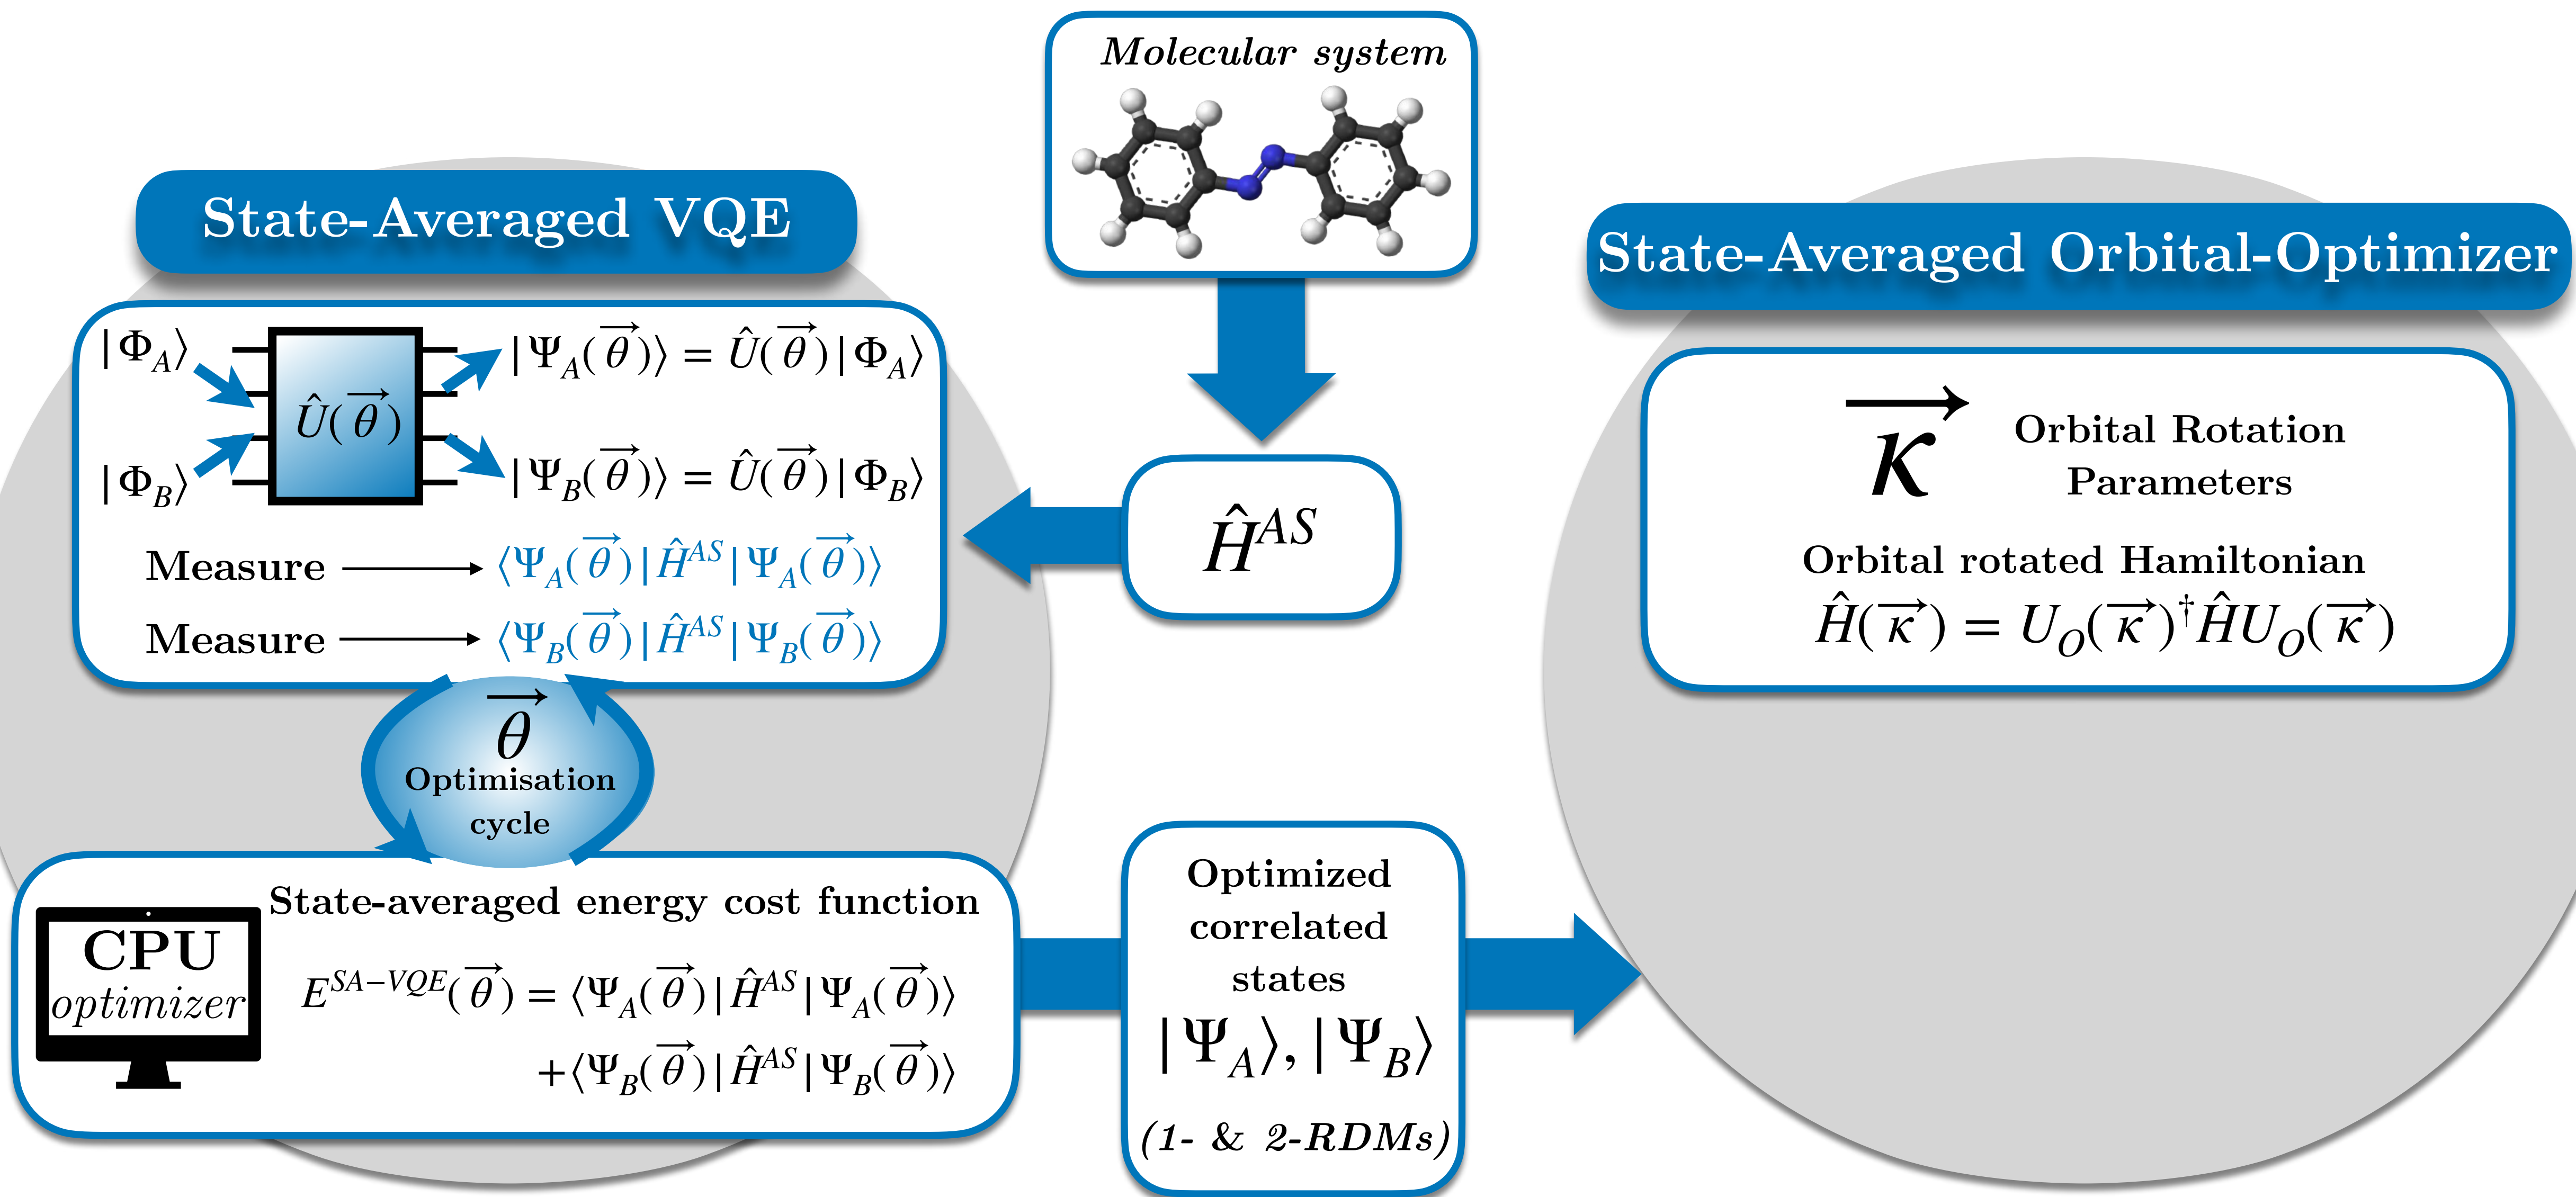 Molecular system
State-Averaged VQE
|Φ_A⟩
|Φ_B⟩
Û(θ⃗)
|Ψ_A(θ⃗)⟩ = Û(θ⃗)|Φ_A⟩
|Ψ_B(θ⃗)⟩ = Û(θ⃗)|Φ_B⟩
Measure ⟶ ⟨Ψ_A(θ⃗)|Ĥ^{AS}|Ψ_A(θ⃗)⟩
Measure ⟶ ⟨Ψ_B(θ⃗)|Ĥ^{AS}|Ψ_B(θ⃗)⟩
θ⃗
Optimisation
cycle
CPU
optimizer
State-averaged energy cost function
E^{SA−VQE}(θ⃗) = ⟨Ψ_A(θ⃗)|Ĥ^{AS}|Ψ_A(θ⃗)⟩
+⟨Ψ_B(θ⃗)|Ĥ^{AS}|Ψ_B(θ⃗)⟩
Ĥ^{AS}
Optimized
correlated
states
|Ψ_A⟩, |Ψ_B⟩
(1- & 2-RDMs)
State-Averaged Orbital-Optimizer
κ⃗
Orbital Rotation
Parameters
Orbital rotated Hamiltonian
Ĥ(κ⃗) = U_O(κ⃗)^†ĤU_O(κ⃗)